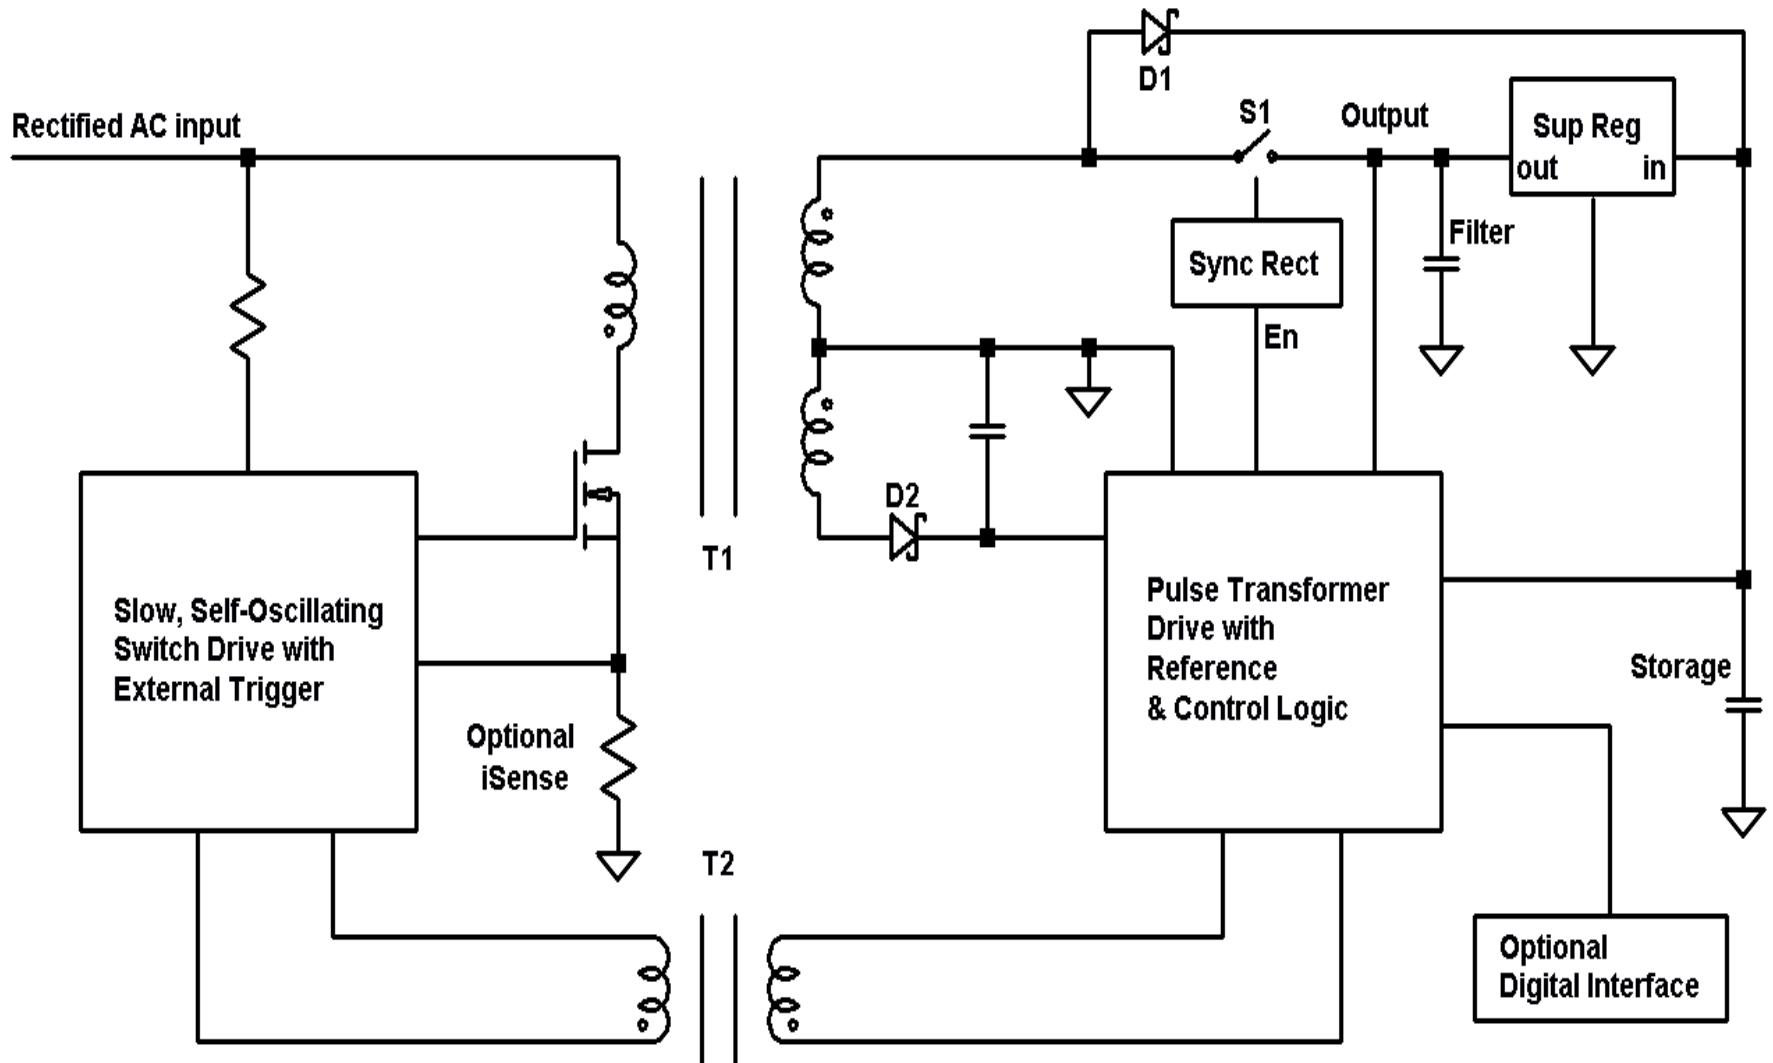 D1
Rectified AC input
S1
Output
Sup Reg
out
in
Filter
Sync Rect
En
D2
T1
Slow, Self-Oscillating
Switch Drive with
External Trigger
Pulse Transformer
Drive with
Reference
& Control Logic
Storage
Optional
iSense
T2
Optional
Digital Interface